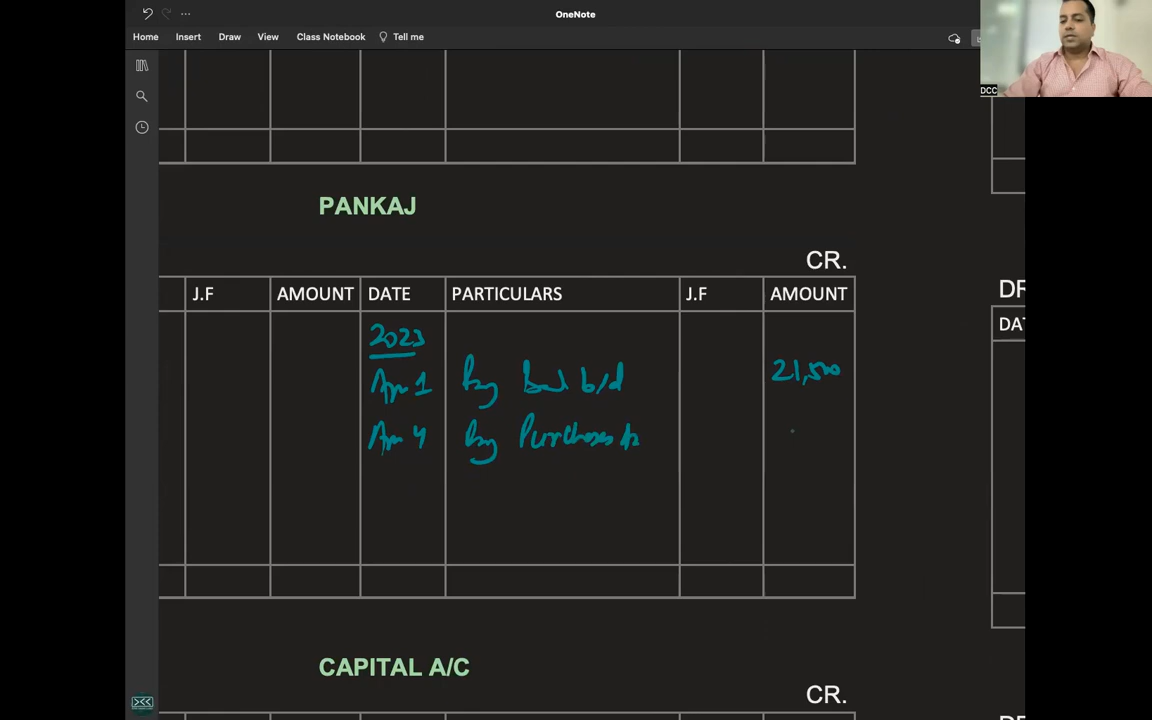 OneNote
Home Insert Draw View Class Notebook Tell me
DCC
PANKAJ
CR.
J.F AMOUNT DATE PARTICULARS J.F AMOUNT
2023
Apr 1 By Bal b/d 21,500
Apr 4 By Purchases A/c
DR
DAT
CAPITAL A/C
CR.